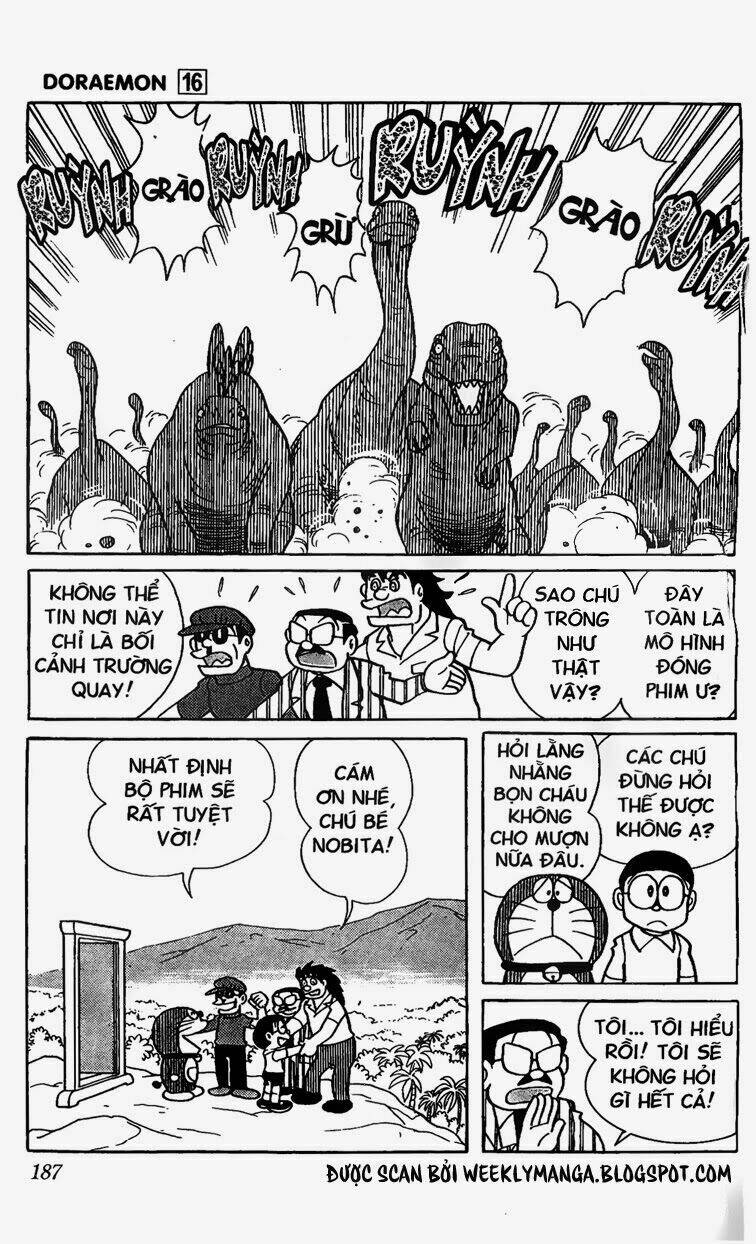 DORAEMON 16
RUỲNH
GRÀO
RUỲNH
GRỪ
RUỲNH
GRÀO
RUỲNH
ĐÂY
TOÀN LÀ
MÔ HÌNH
ĐÓNG
PHIM Ư?
SAO CHÚ
TRÔNG
NHƯ
THẬT
VẬY?
KHÔNG THỂ
TIN NƠI NÀY
CHỈ LÀ BỐI
CẢNH TRƯỜNG
QUAY!
CÁC CHÚ
ĐỪNG HỎI
THẾ ĐƯỢC
KHÔNG Ạ?
HỎI LẰNG
NHẰNG
BỌN CHÁU
KHÔNG
CHO MƯỢN
NỮA ĐÂU.
TÔI... TÔI HIỂU
RỒI! TÔI SẼ
KHÔNG HỎI
GÌ HẾT CẢ!
CÁM
ƠN NHÉ,
CHÚ BÉ
NOBITA!
NHẤT ĐỊNH
BỘ PHIM SẼ
RẤT TUYỆT
VỜI!
187
ĐƯỢC SCAN BỞI WEEKLYMANGA.BLOGSPOT.COM